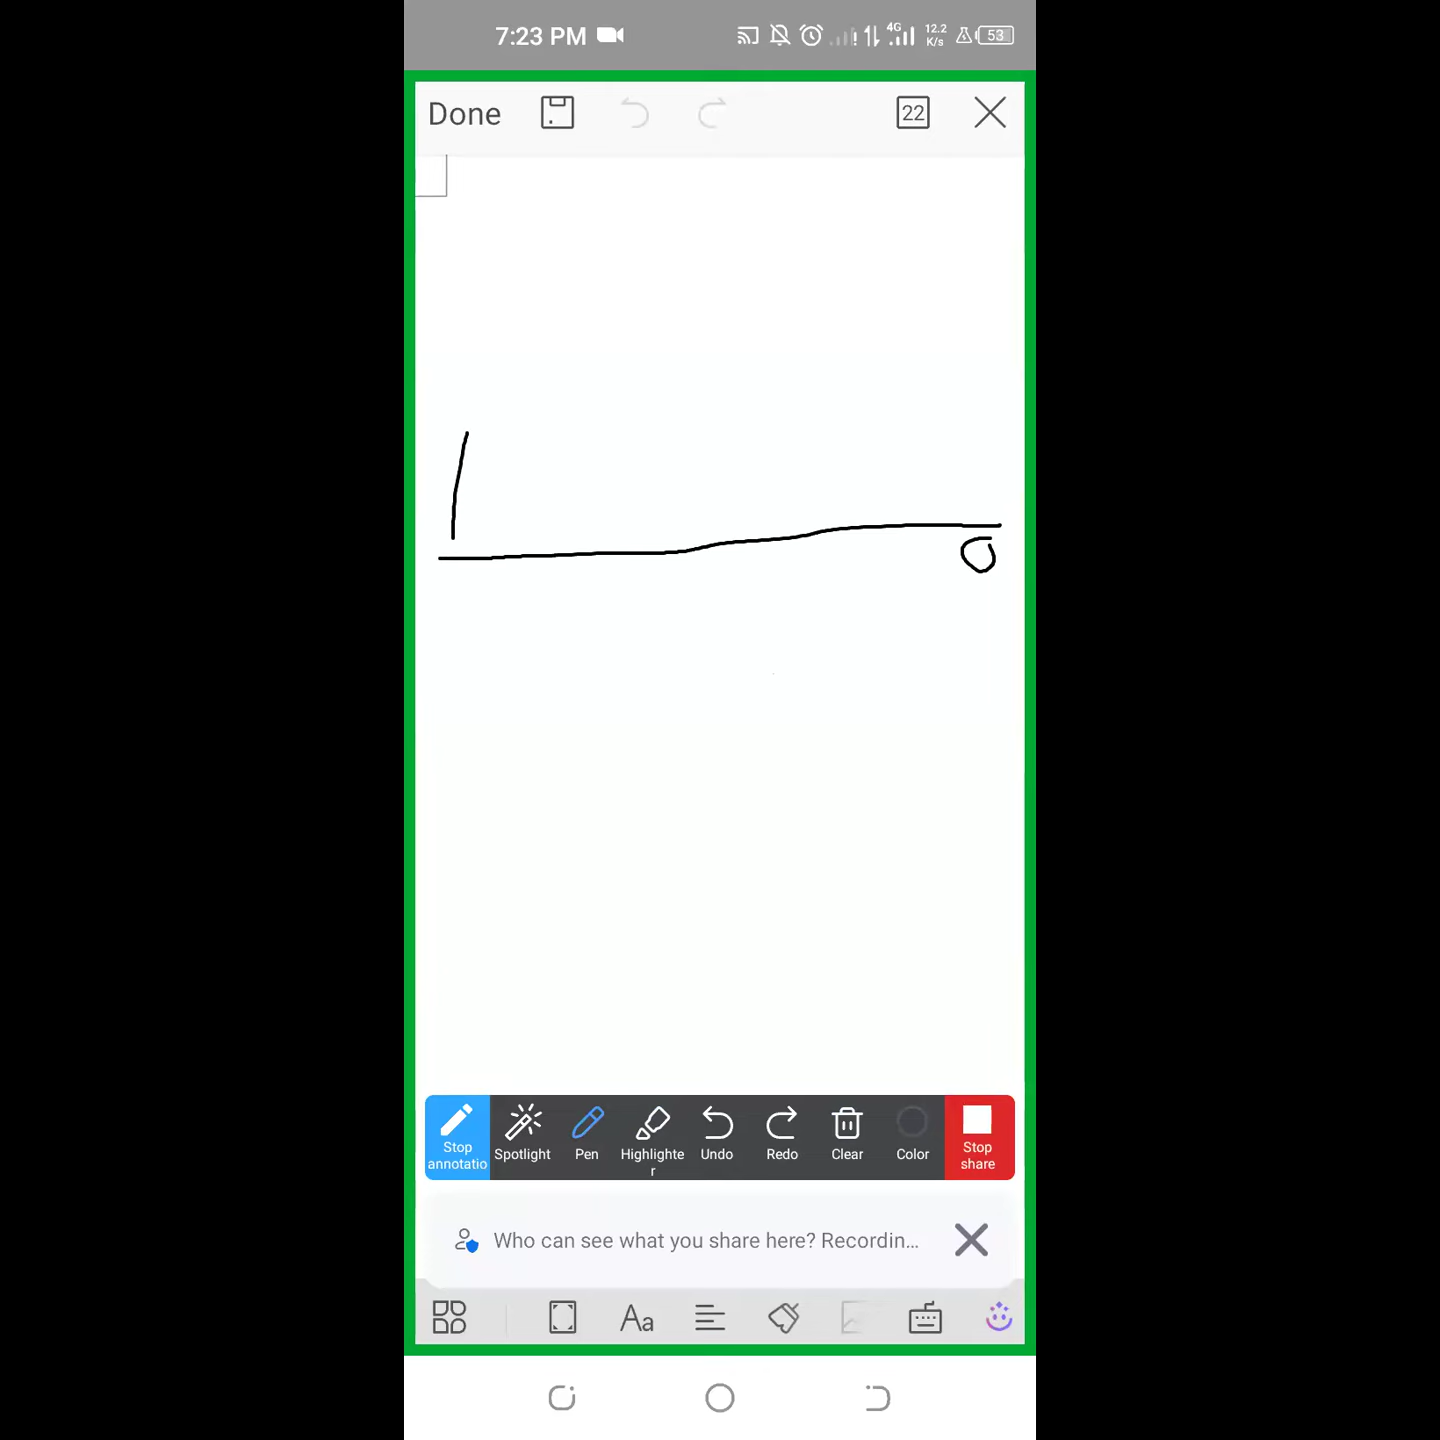 7:23 PM 4G 12.2 K/s 53
Done 22
O
Stop annotatio Spotlight Pen Highlighter Undo Redo Clear Color Stop share
Who can see what you share here? Recordin...
Aa